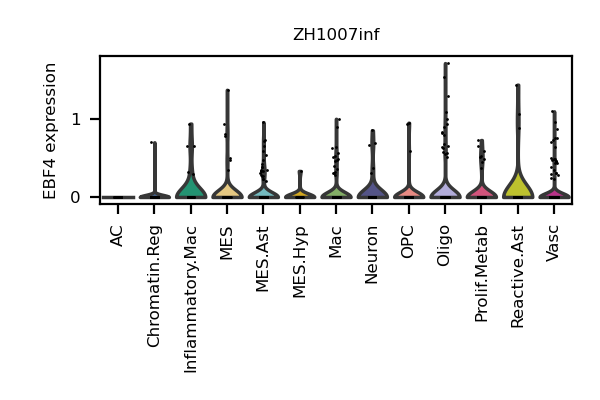 ZH1007inf
EBF4 expression
1
0
AC
Chromatin.Reg
Inflammatory.Mac
MES
MES.Ast
MES.Hyp
Mac
Neuron
OPC
Oligo
Prolif.Metab
Reactive.Ast
Vasc